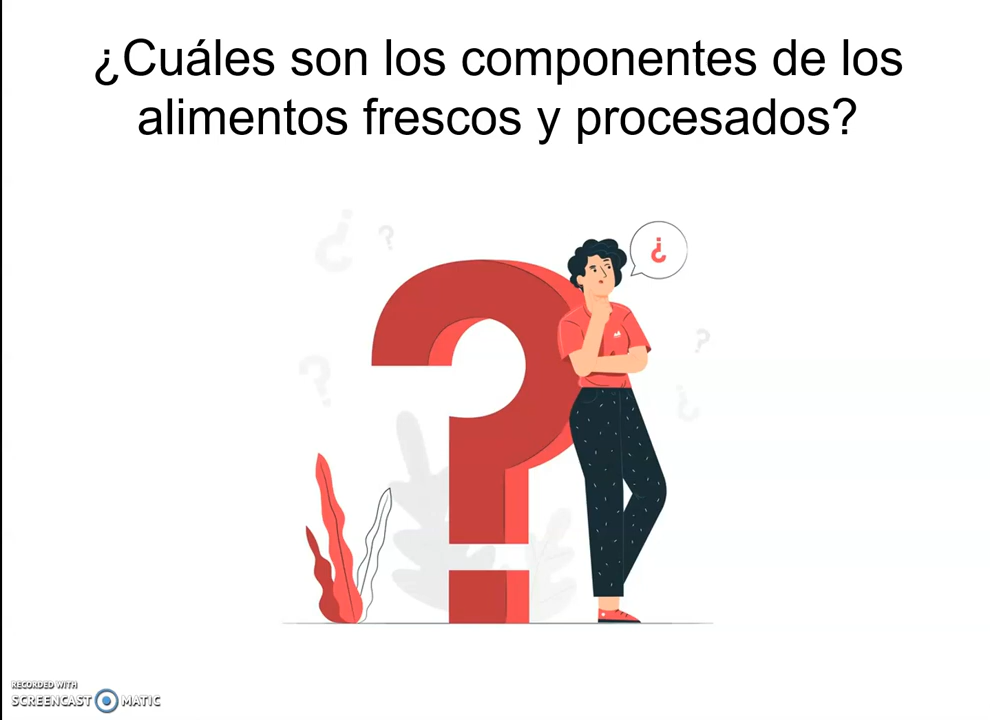 ¿Cuáles son los componentes de los
alimentos frescos y procesados?
¿
?
¿
?
?
¿
RECORDED WITH
SCREENCAST MATIC